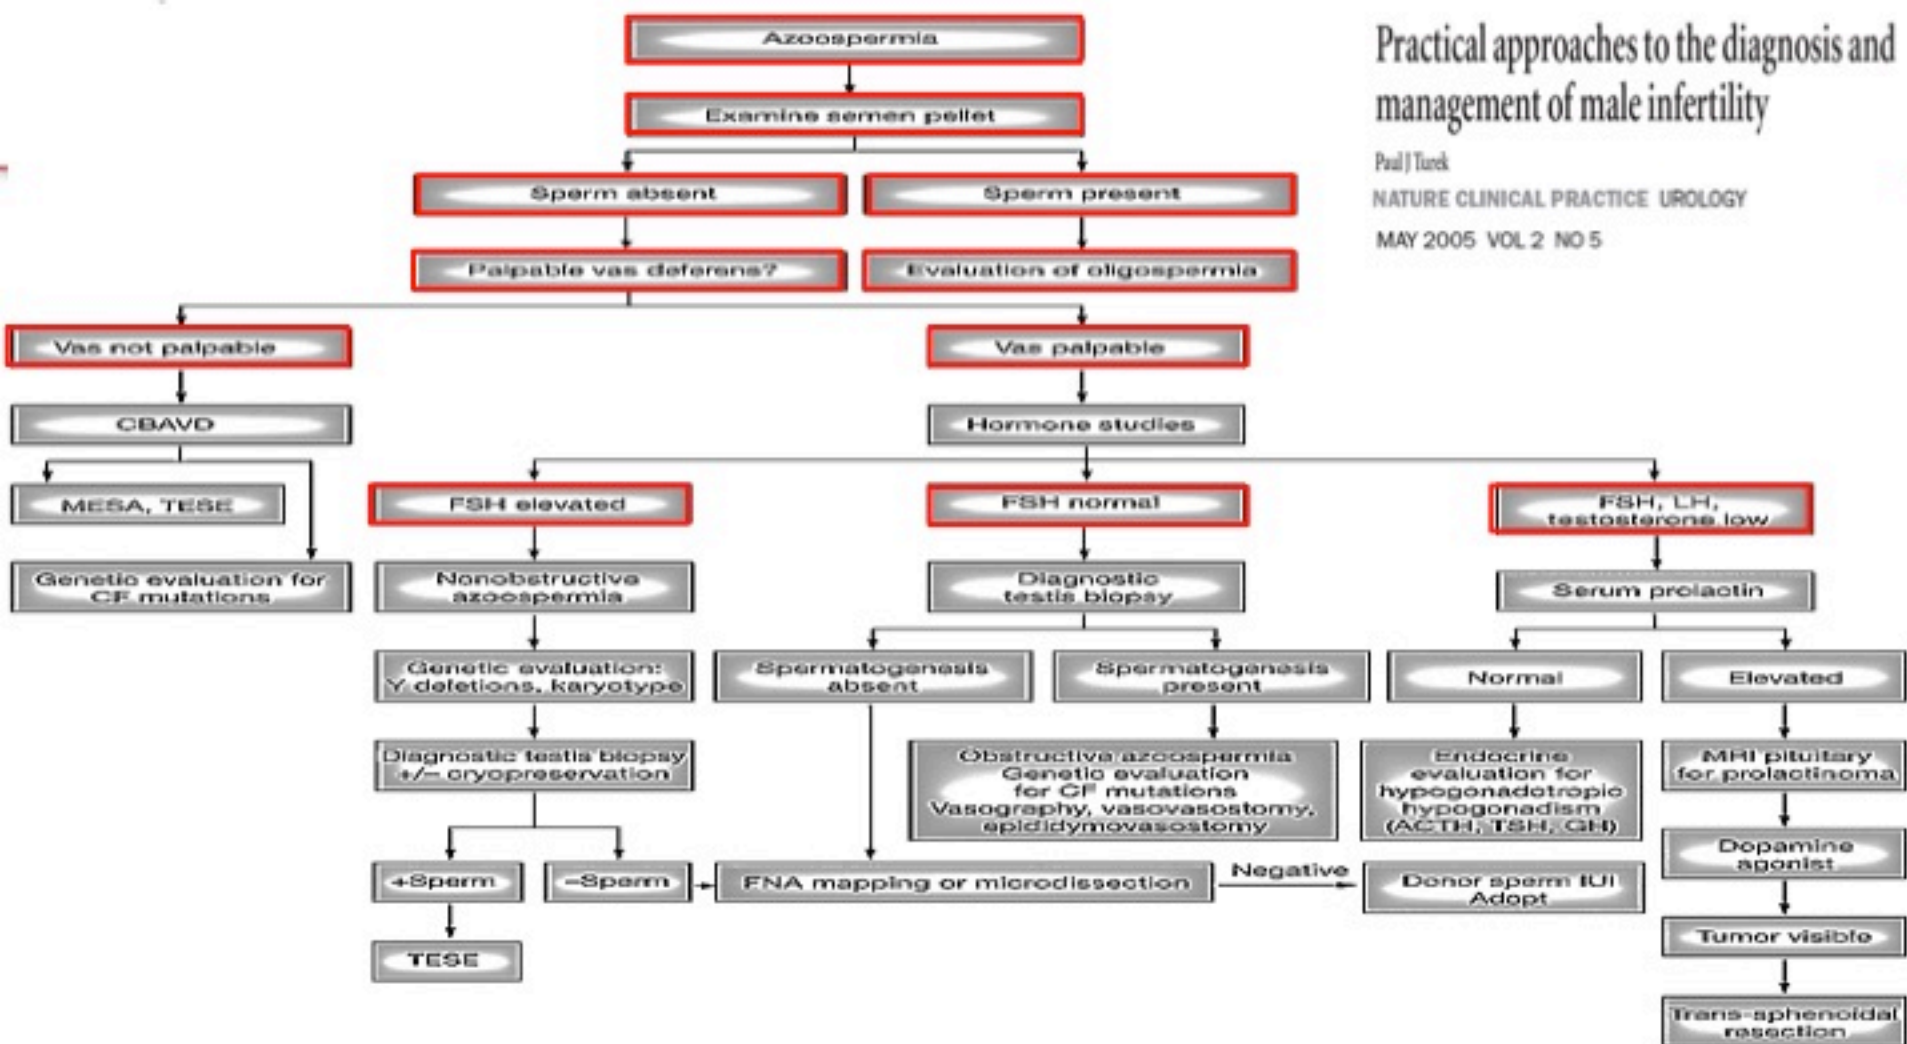 Practical approaches to the diagnosis and
management of male infertility
Paul J Turek
NATURE CLINICAL PRACTICE UROLOGY
MAY 2005 VOL 2 NO 5
Azoospermia
Examine semen pellet
Sperm absent
Sperm present
Palpable vas deferens?
Evaluation of oligospermia
Vas not palpable
Vas palpable
CBAVD
Hormone studies
MESA, TESE
FSH elevated
FSH normal
FSH, LH,
testosterone low
Genetic evaluation for
CF mutations
Nonobstructive
azoospermia
Diagnostic
testis biopsy
Serum prolactin
Genetic evaluation:
Y deletions, karyotype
Spermatogenesis
absent
Spermatogenesis
present
Normal
Elevated
Diagnostic testis biopsy
+/– cryopreservation
Obstructive azoospermia
Genetic evaluation
for CF mutations
Vasography, vasovasostomy,
epididymovasostomy
Endocrine
evaluation for
hypogonadotropic
hypogonadism
(ACTH, TSH, GH)
MRI pituitary
for prolactinoma
Dopamine
agonist
+Sperm
–Sperm
FNA mapping or microdissection
Negative
Donor sperm IUI
Adopt
Tumor visible
TESE
Trans-sphenoidal
resection